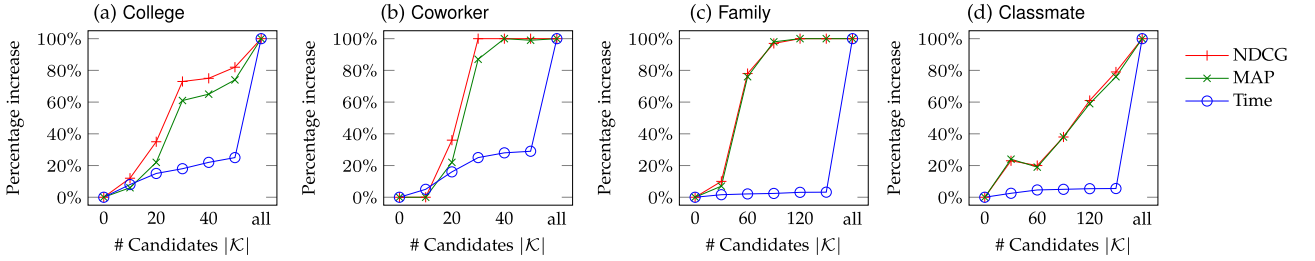 (a) College
Percentage increase
100%
80%
60%
40%
20%
0%
0 20 40 all
# Candidates |𝒦|
(b) Coworker
Percentage increase
100%
80%
60%
40%
20%
0%
0 20 40 all
# Candidates |𝒦|
(c) Family
Percentage increase
100%
80%
60%
40%
20%
0%
0 60 120 all
# Candidates |𝒦|
(d) Classmate
Percentage increase
100%
80%
60%
40%
20%
0%
0 60 120 all
# Candidates |𝒦|
NDCG
MAP
Time